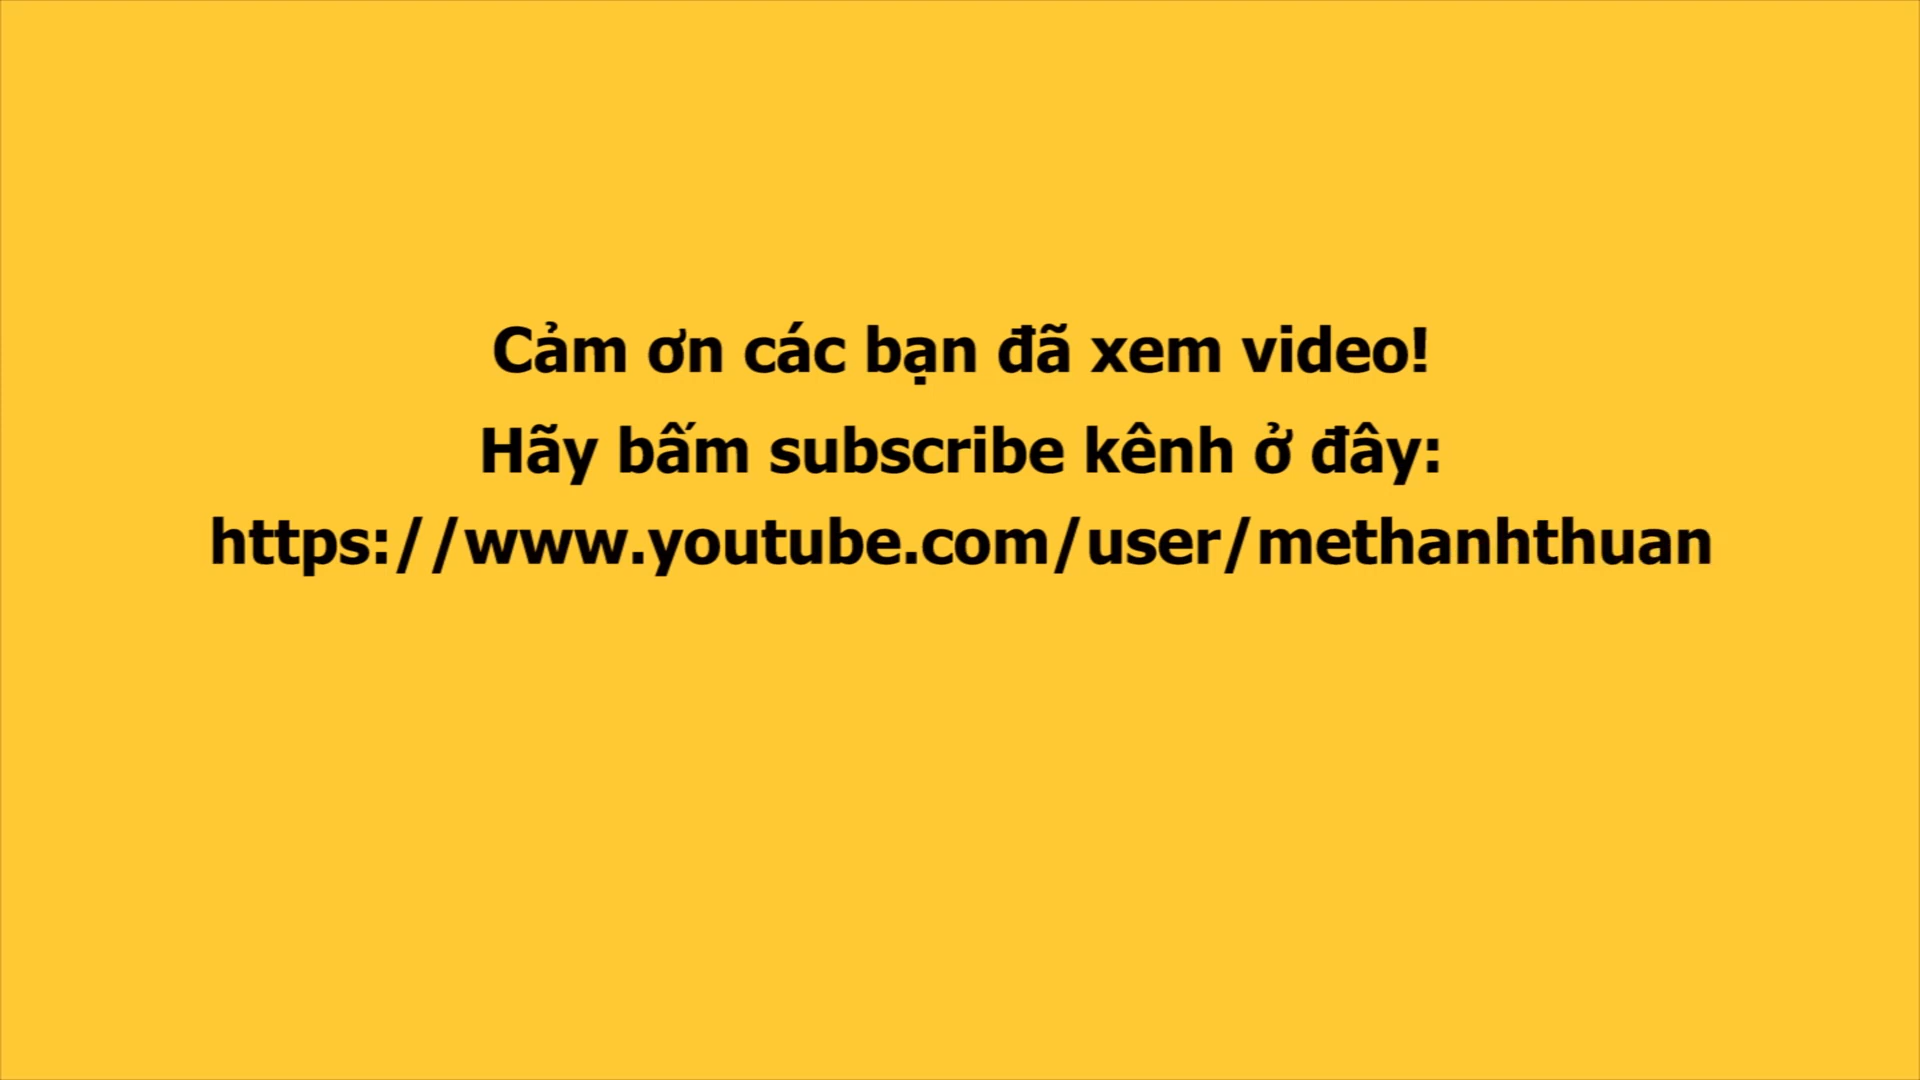 Cảm ơn các bạn đã xem video!
Hãy bấm subscribe kênh ở đây:
https://www.youtube.com/user/methanhthuan